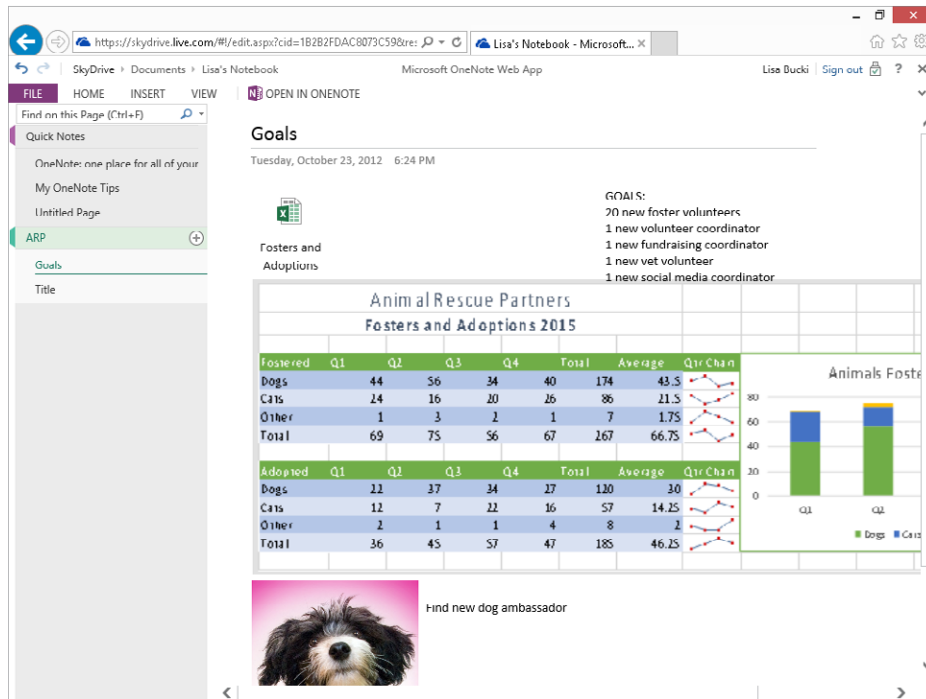 https://skydrive.live.com/#!/edit.aspx?cid=1B2B2FDAC8073C59&re:
Lisa's Notebook - Microsoft...
SkyDrive Documents Lisa's Notebook Microsoft OneNote Web App Lisa Bucki Sign out ?
FILE HOME INSERT VIEW OPEN IN ONENOTE
Find on this Page (Ctrl+F)
Quick Notes
OneNote: one place for all of your
My OneNote Tips
Untitled Page
ARP
Goals
Title
Goals
Tuesday, October 23, 2012 6:24 PM
Fosters and
Adoptions
GOALS:
20 new foster volunteers
1 new volunteer coordinator
1 new fundraising coordinator
1 new vet volunteer
1 new social media coordinator
Animal Rescue Partners
Fosters and Adoptions 2015
Fostered Q1 Q2 Q3 Q4 Total Average Qtr Chart
Dogs 44 56 34 40 174 43.5
Cats 24 16 20 26 86 21.5
Other 1 3 2 1 7 1.75
Total 69 75 56 67 267 66.75
Adopted Q1 Q2 Q3 Q4 Total Average Qtr Chart
Dogs 22 37 34 27 120 30
Cats 12 7 22 16 57 14.25
Other 2 1 1 4 8 2
Total 36 45 57 47 185 46.25
Animals Foste
80
60
40
20
0
Q1 Q2
Dogs Cats
Find new dog ambassador